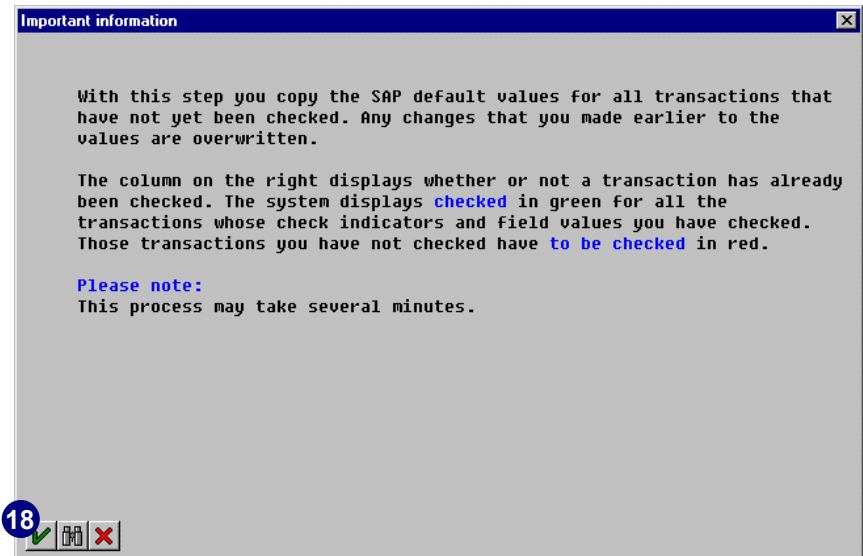 Important information
With this step you copy the SAP default values for all transactions that
have not yet been checked. Any changes that you made earlier to the
values are overwritten.
The column on the right displays whether or not a transaction has already
been checked. The system displays checked in green for all the
transactions whose check indicators and field values you have checked.
Those transactions you have not checked have to be checked in red.
Please note:
This process may take several minutes.
18